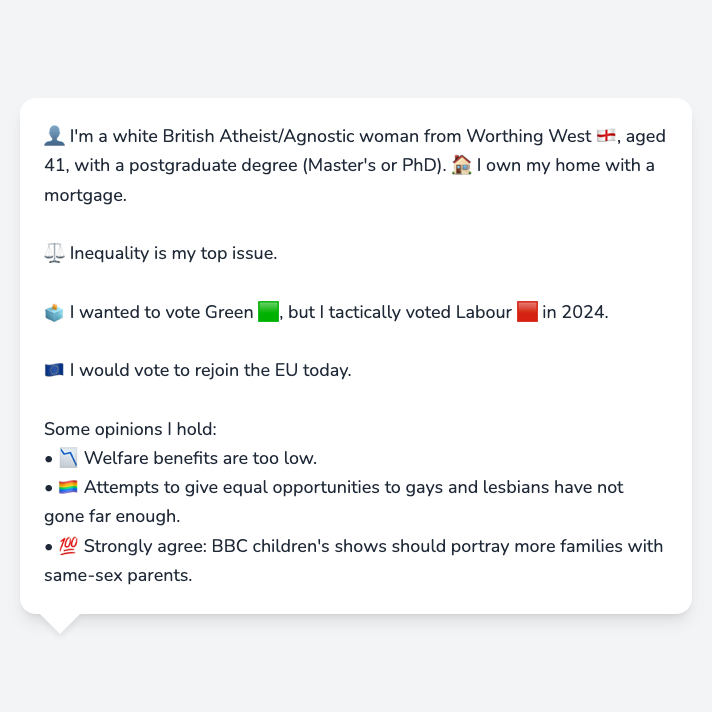 👤 I'm a white British Atheist/Agnostic woman from Worthing West 🏴󠁧󠁢󠁥󠁮󠁧󠁿, aged
41, with a postgraduate degree (Master's or PhD). 🏠 I own my home with a
mortgage.
⚖️ Inequality is my top issue.
🗳️ I wanted to vote Green 🟩, but I tactically voted Labour 🟥 in 2024.
🇪🇺 I would vote to rejoin the EU today.
Some opinions I hold:
• 📉 Welfare benefits are too low.
• 🏳️‍🌈 Attempts to give equal opportunities to gays and lesbians have not
gone far enough.
• 💯 Strongly agree: BBC children's shows should portray more families with
same-sex parents.